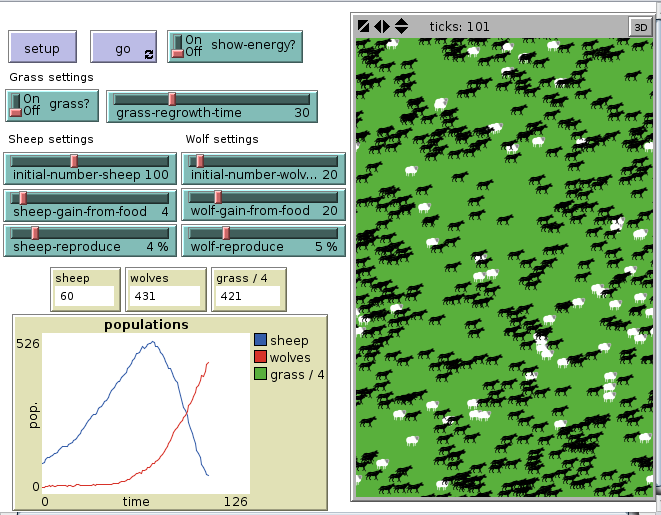 ticks: 101
3D
setup
go
On
Off
show-energy?
Grass settings
On
Off
grass?
grass-regrowth-time 30
Sheep settings
Wolf settings
initial-number-sheep 100
initial-number-wolv... 20
sheep-gain-from-food 4
wolf-gain-from-food 20
sheep-reproduce 4 %
wolf-reproduce 5 %
sheep
60
wolves
431
grass / 4
421
populations
526
pop.
0
0
time
126
sheep
wolves
grass / 4